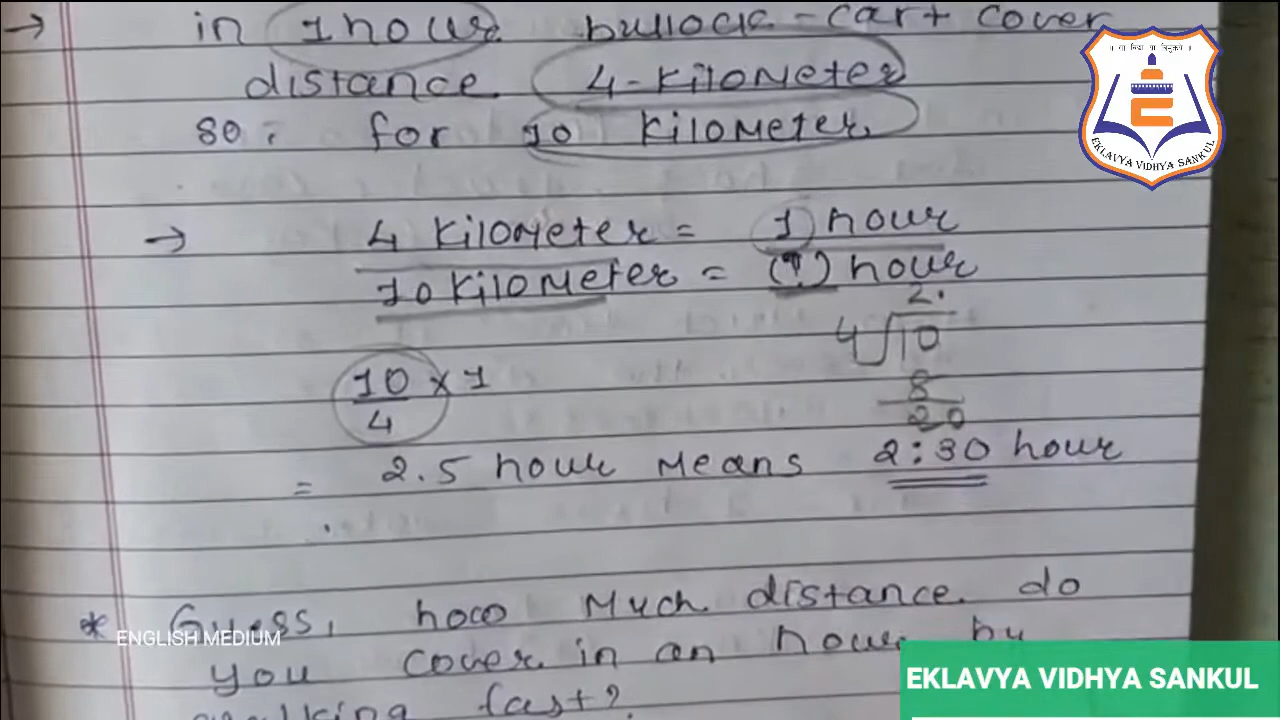 → in 1 hour bullock-cart cover
distance 4-kilometer
so, for 10 kilometer
→ 4 kilometer = 1 hour
10 kilometer = (?) hour
2.
4 10
10 × 1
8
4
20
= 2.5 hour means 2:30 hour
* Guess, how much distance do
you cover in an hour by
walking fast?
ENGLISH MEDIUM
EKLAVYA VIDHYA SANKUL
EKLAVYA VIDHYA SANKUL